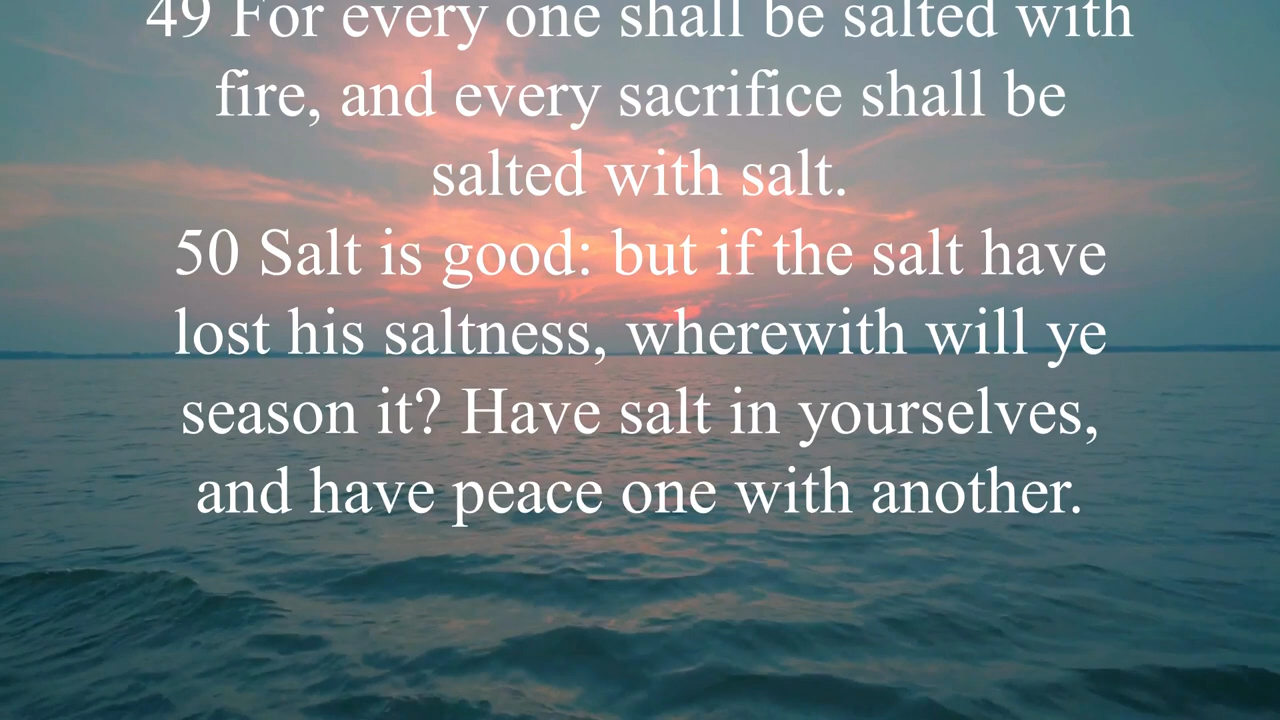 49 For every one shall be salted with
fire, and every sacrifice shall be
salted with salt.
50 Salt is good: but if the salt have
lost his saltness, wherewith will ye
season it? Have salt in yourselves,
and have peace one with another.